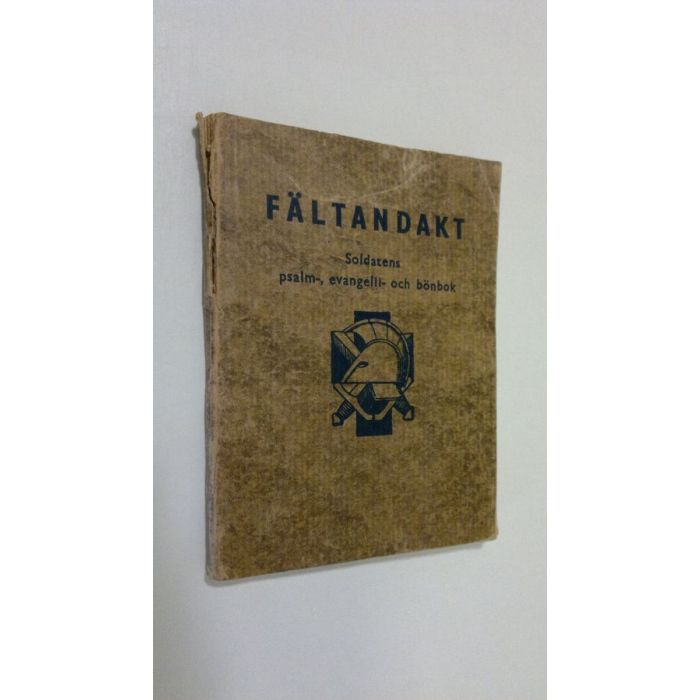 FÄLTANDAKT
Soldatens
psalm-, evangelii- och bönbok